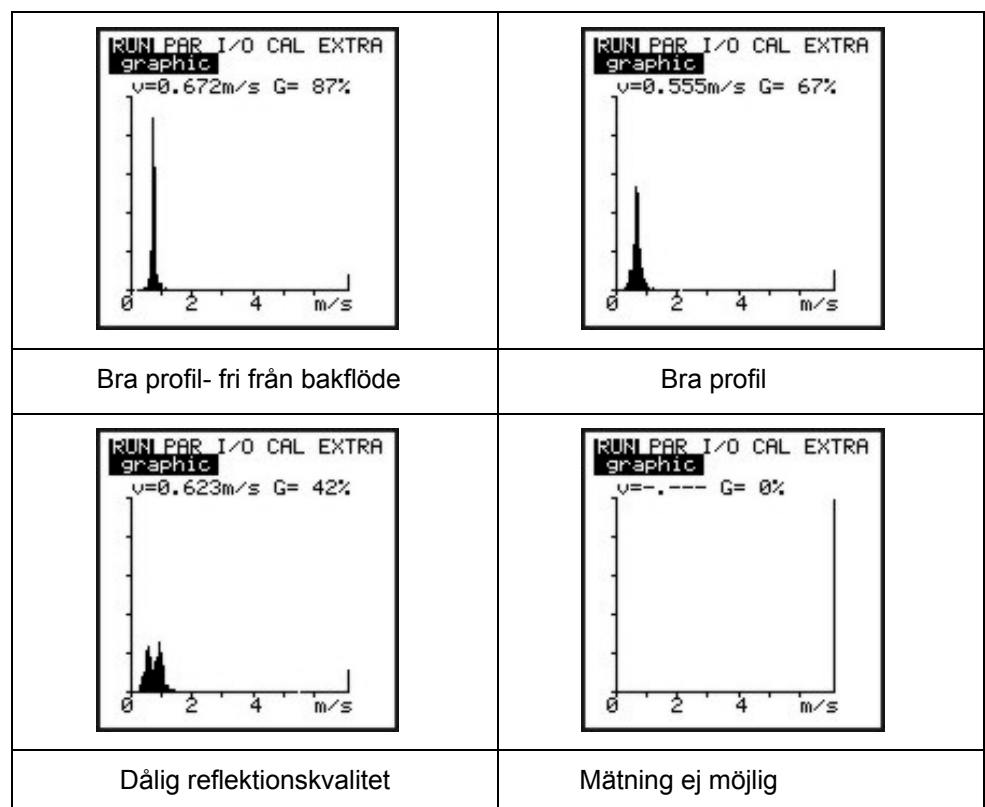 RUN PAR I/O CAL EXTRA
graphic
v=0.672m/s G= 87%
0 2 4 m/s
Bra profil- fri från bakflöde
RUN PAR I/O CAL EXTRA
graphic
v=0.555m/s G= 67%
0 2 4 m/s
Bra profil
RUN PAR I/O CAL EXTRA
graphic
v=0.623m/s G= 42%
0 2 4 m/s
Dålig reflektionskvalitet
RUN PAR I/O CAL EXTRA
graphic
v=-.--- G= 0%
0 2 4 m/s
Mätning ej möjlig